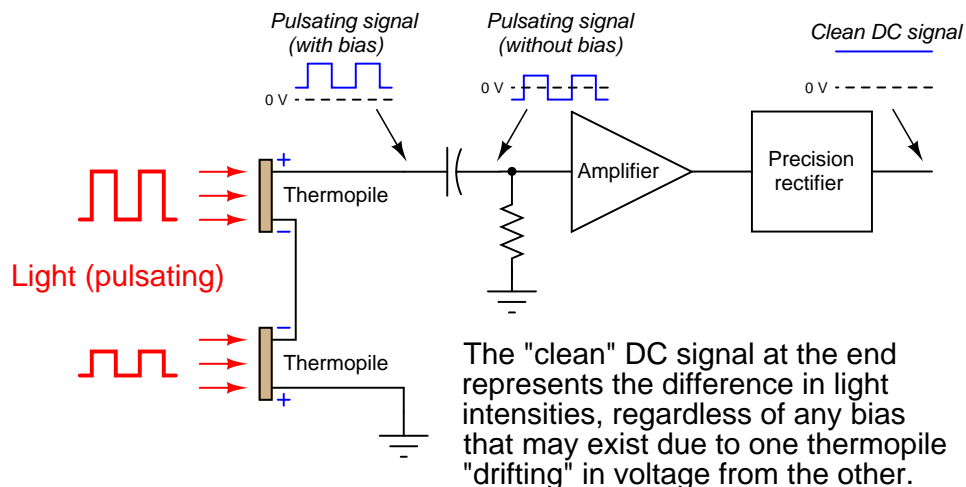 Pulsating signal
(with bias)
Pulsating signal
(without bias)
Clean DC signal
0 V
0 V
0 V
+
Thermopile
−
Amplifier
Precision
rectifier
Light (pulsating)
−
Thermopile
+
The "clean" DC signal at the end
represents the difference in light
intensities, regardless of any bias
that may exist due to one thermopile
"drifting" in voltage from the other.